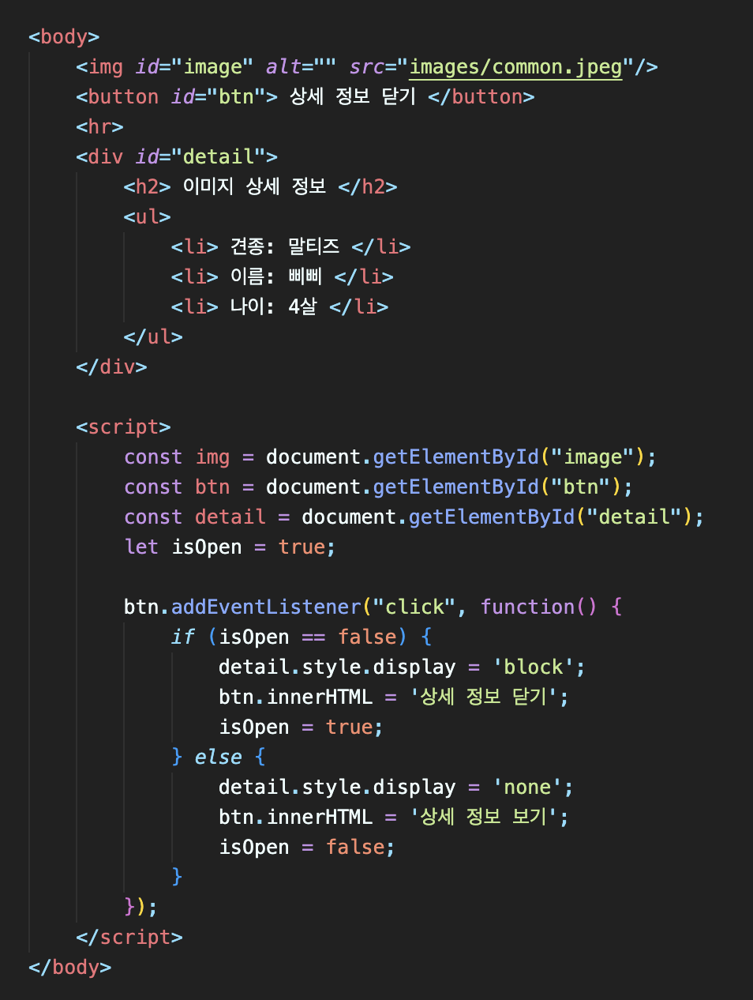 <body>
<img id="image" alt="" src="images/common.jpeg"/>
<button id="btn"> 상세 정보 닫기 </button>
<hr>
<div id="detail">
<h2> 이미지 상세 정보 </h2>
<ul>
<li> 견종: 말티즈 </li>
<li> 이름: 삐삐 </li>
<li> 나이: 4살 </li>
</ul>
</div>
<script>
const img = document.getElementById("image");
const btn = document.getElementById("btn");
const detail = document.getElementById("detail");
let isOpen = true;
btn.addEventListener("click", function() {
if (isOpen == false) {
detail.style.display = 'block';
btn.innerHTML = '상세 정보 닫기';
isOpen = true;
} else {
detail.style.display = 'none';
btn.innerHTML = '상세 정보 보기';
isOpen = false;
}
});
</script>
</body>